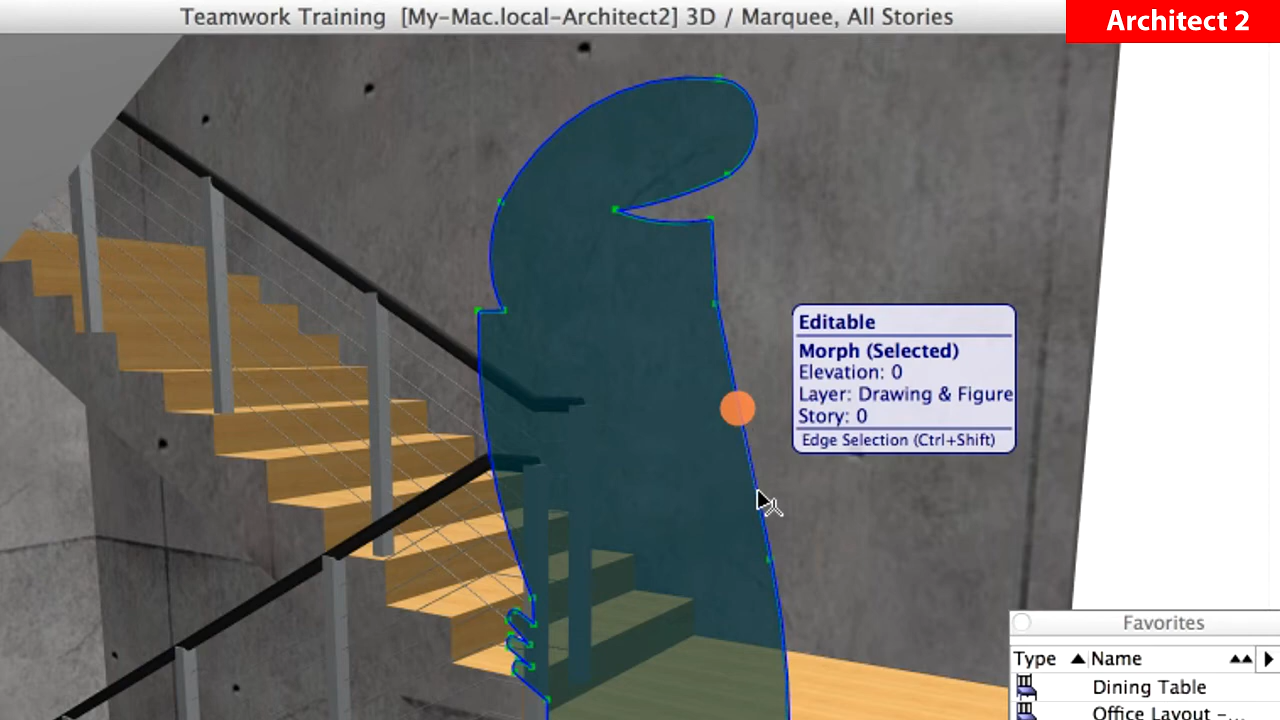 Teamwork Training [My-Mac.local-Architect2] 3D / Marquee, All Stories
Architect 2
Editable
Morph (Selected)
Elevation: 0
Layer: Drawing & Figure
Story: 0
Edge Selection (Ctrl+Shift)
Favorites
Type Name
Dining Table
Office Layout -...